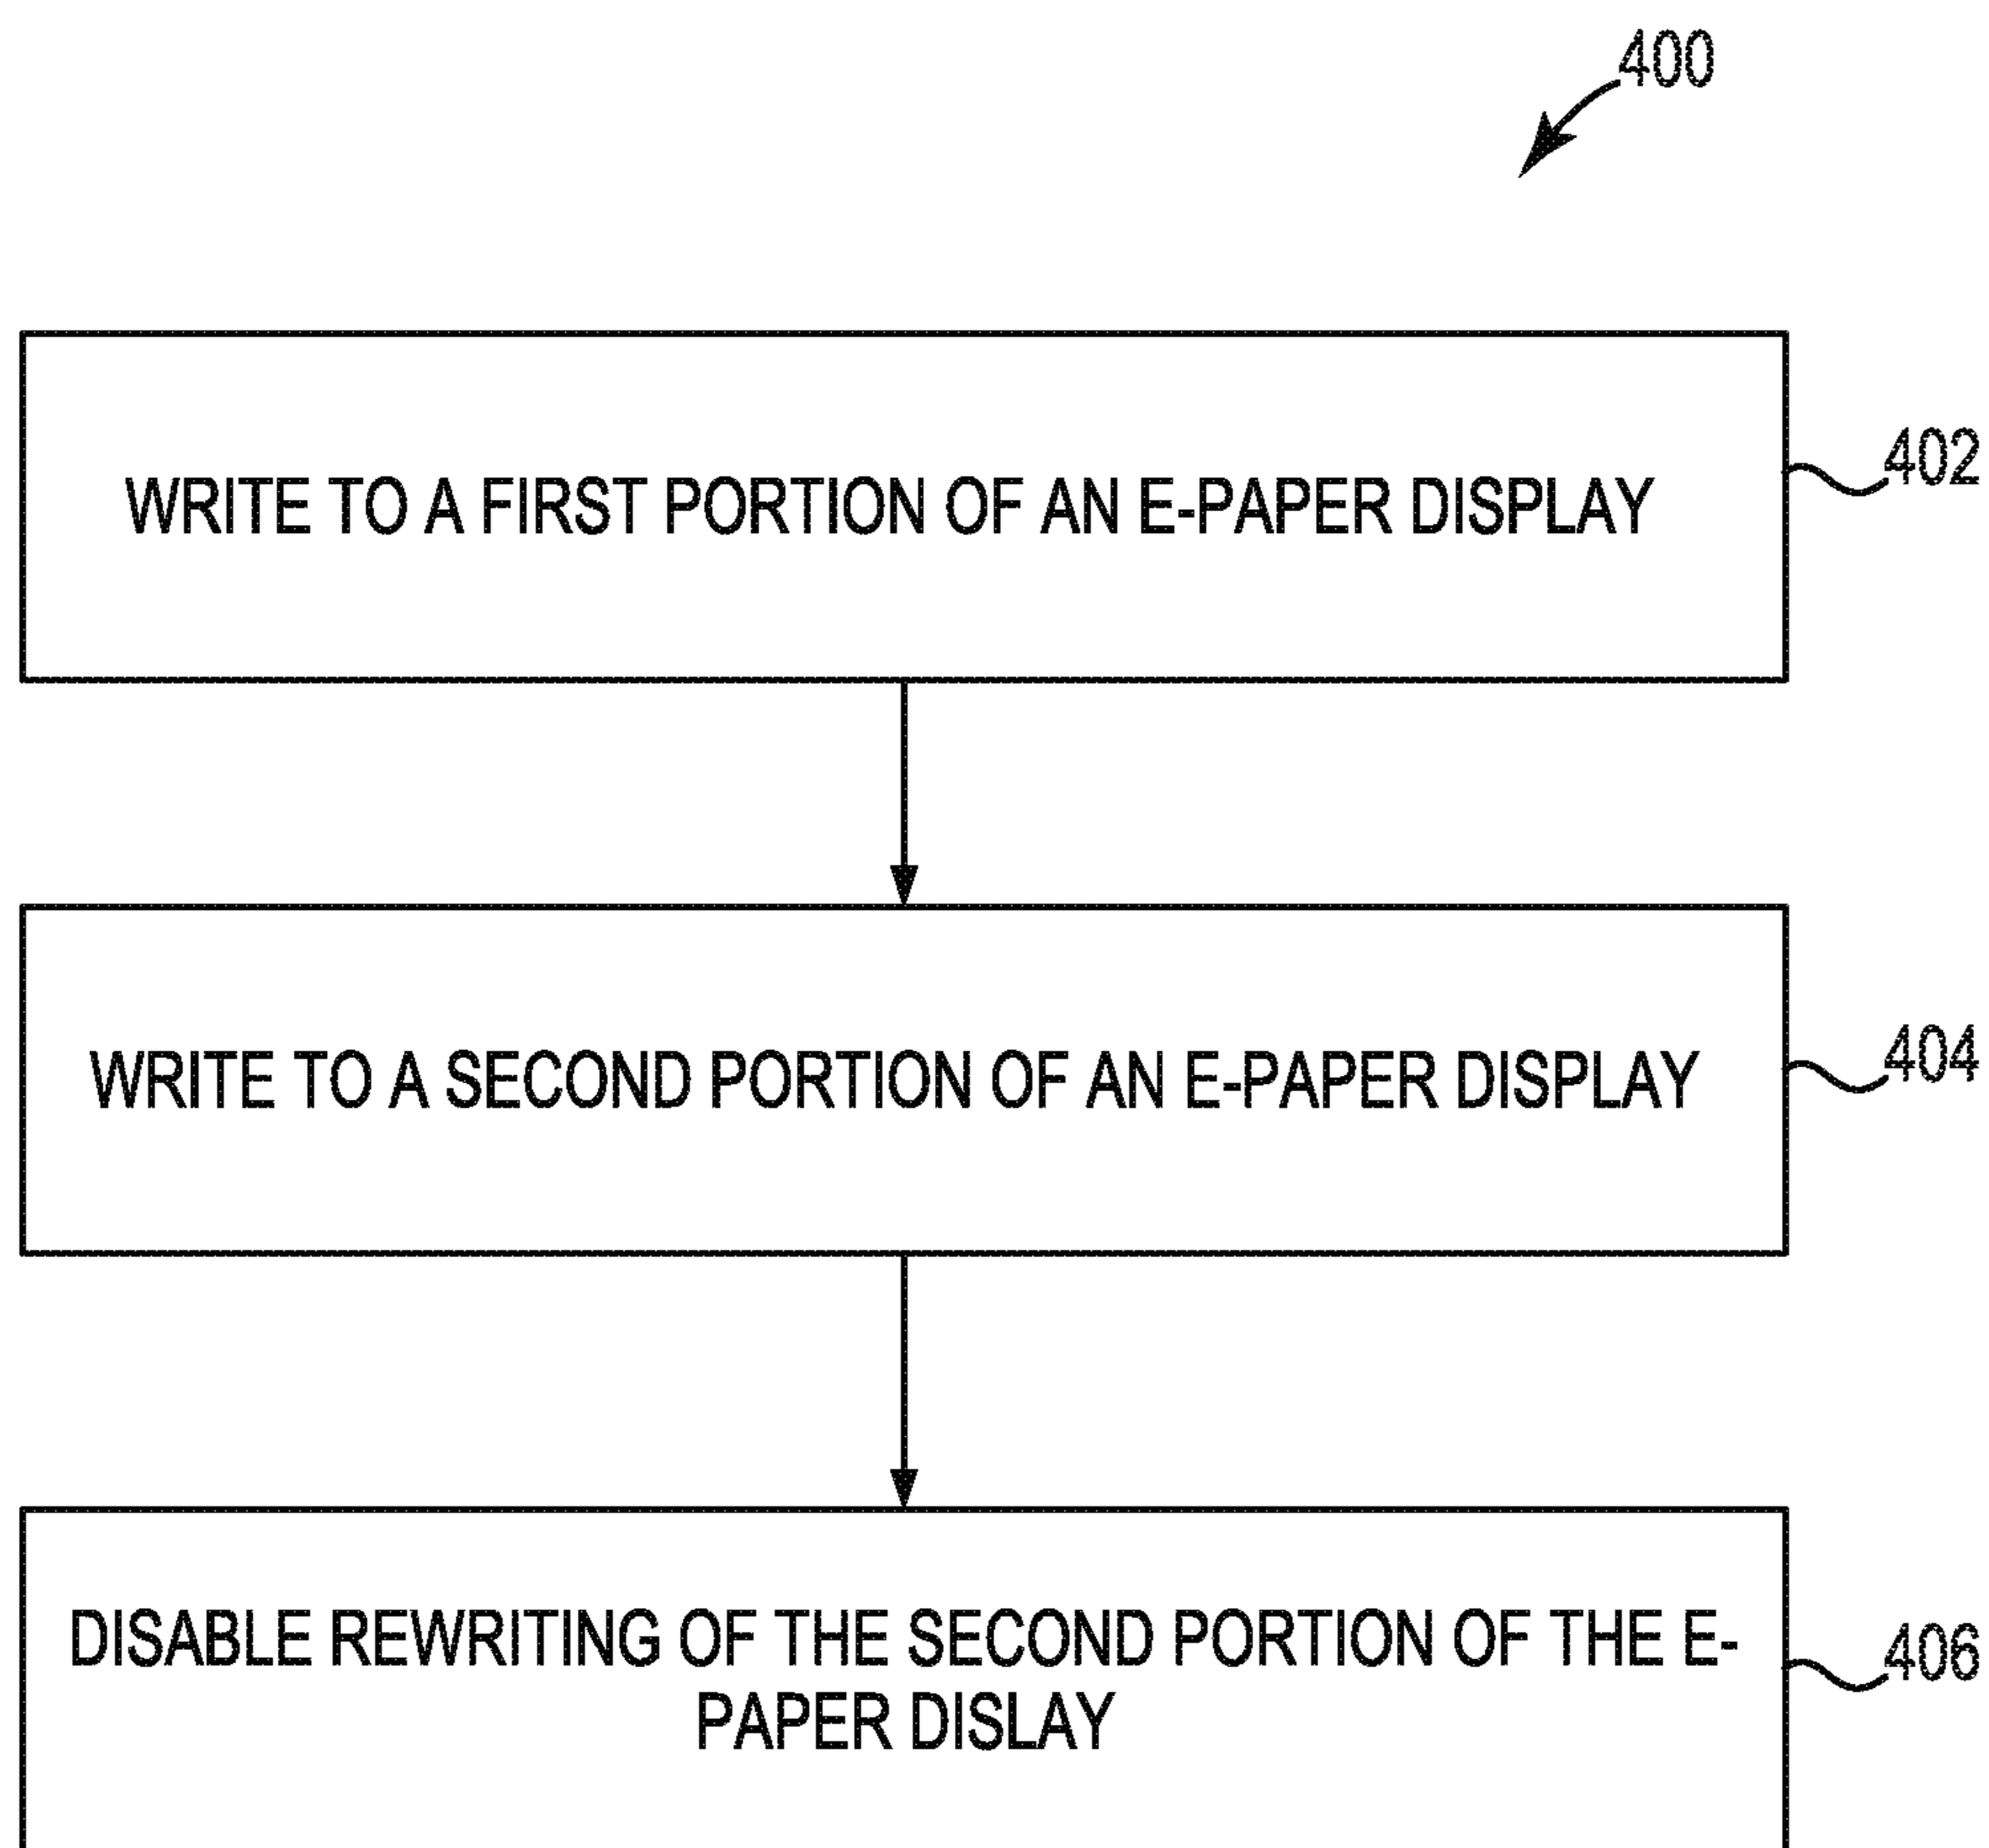 400
WRITE TO A FIRST PORTION OF AN E-PAPER DISPLAY
402
WRITE TO A SECOND PORTION OF AN E-PAPER DISPLAY
404
DISABLE REWRITING OF THE SECOND PORTION OF THE E-
PAPER DISLAY
406